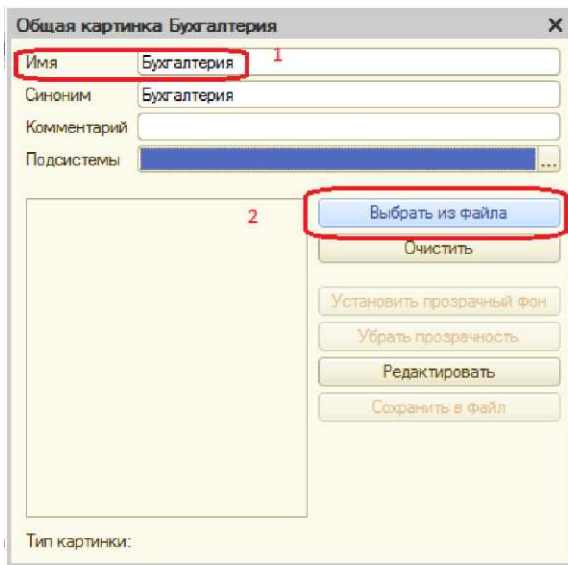 Общая картинка Бухгалтерия
Имя Бухгалтерия 1
Синоним Бухгалтерия
Комментарий
Подсистемы ...
2 Выбрать из файла
Очистить
Установить прозрачный фон
Убрать прозрачность
Редактировать
Сохранить в файл
Тип картинки: